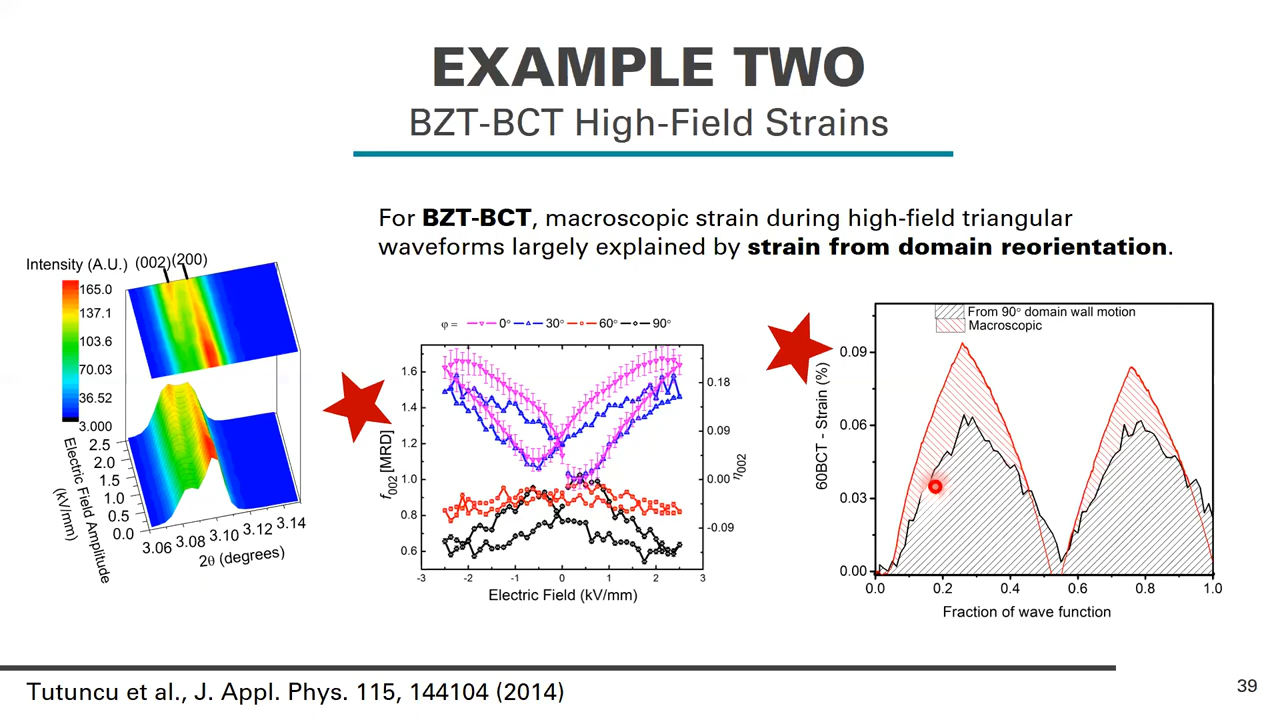 EXAMPLE TWO
BZT-BCT High-Field Strains
For BZT-BCT, macroscopic strain during high-field triangular
waveforms largely explained by strain from domain reorientation.
Intensity (A.U.)
(002)
(200)
165.0
137.1
103.6
70.03
36.52
3.000
2.5
2.0
1.5
1.0
0.5
0.0
Electric Field Amplitude
(kV/mm)
3.06
3.08
3.10
3.12
3.14
2θ (degrees)
φ = 0° 30° 60° 90°
1.6
1.4
1.2
1.0
0.8
0.6
f002 [MRD]
0.18
0.09
0.00
-0.09
η002
-3 -2 -1 0 1 2 3
Electric Field (kV/mm)
From 90° domain wall motion
Macroscopic
0.09
0.06
0.03
0.00
60BCT - Strain (%)
0.0 0.2 0.4 0.6 0.8 1.0
Fraction of wave function
Tutuncu et al., J. Appl. Phys. 115, 144104 (2014)
39